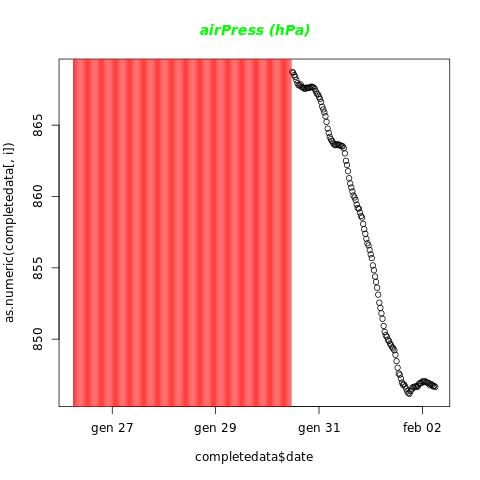 airPress (hPa)
as.numeric(completedata[, i])
865
860
855
850
gen 27
gen 29
gen 31
feb 02
completedata$date